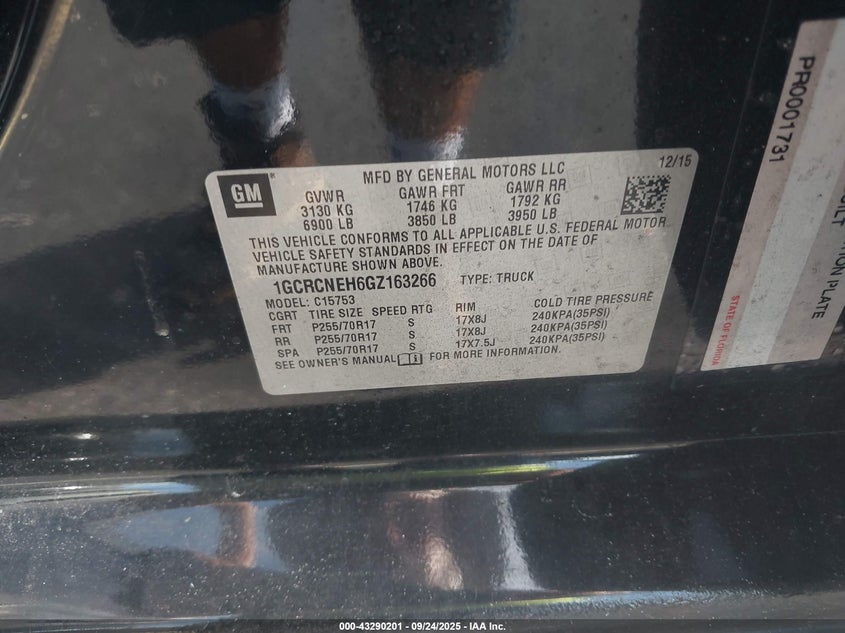 GM
MFD BY GENERAL MOTORS LLC 12/15
GVWR GAWR FRT GAWR RR
3130 KG 1746 KG 1792 KG
6900 LB 3850 LB 3950 LB
THIS VEHICLE CONFORMS TO ALL APPLICABLE U.S. FEDERAL MOTOR
VEHICLE SAFETY STANDARDS IN EFFECT ON THE DATE OF
MANUFACTURE SHOWN ABOVE.
1GCRCNEH6GZ163266 TYPE: TRUCK
MODEL: C15753
CGRT TIRE SIZE SPEED RTG RIM COLD TIRE PRESSURE
FRT P255/70R17 S 17X8J 240KPA(35PSI)
RR P255/70R17 S 17X8J 240KPA(35PSI)
SPA P255/70R17 S 17X7.5J 240KPA(35PSI)
SEE OWNER'S MANUAL FOR MORE INFORMATION.
PR0001731
PLATE
STATE OF FLORIDA
000-43290201 - 09/24/2025 - IAA Inc.